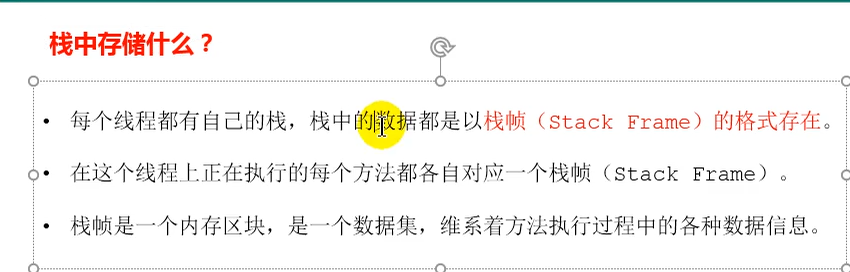 栈中存储什么？
• 每个线程都有自己的栈，栈中的数据都是以栈帧（Stack Frame）的格式存在。
• 在这个线程上正在执行的每个方法都各自对应一个栈帧（Stack Frame）。
• 栈帧是一个内存区块，是一个数据集，维系着方法执行过程中的各种数据信息。